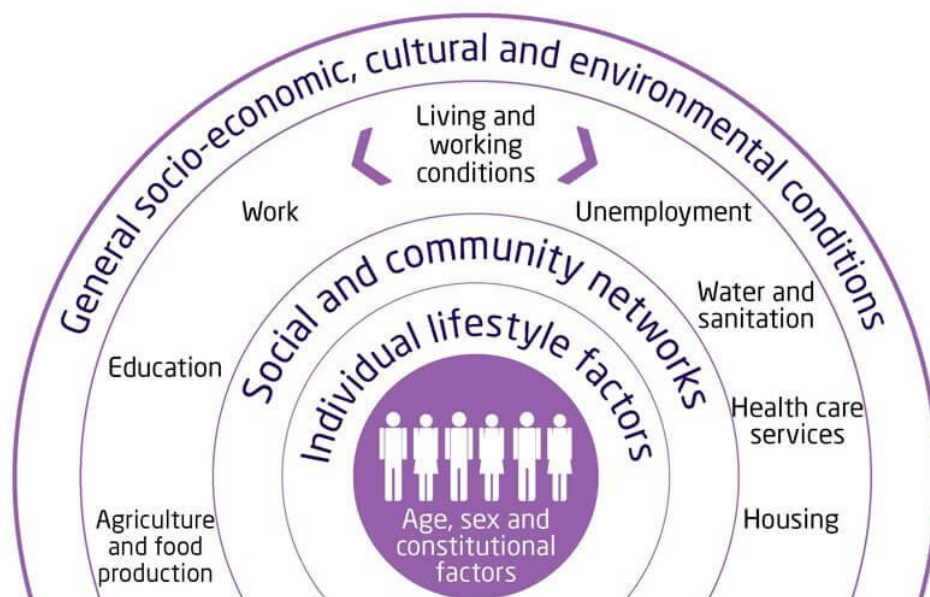 General socio-economic, cultural and environmental conditions
Living and
working
conditions
Work
Unemployment
Social and community networks
Water and
sanitation
Individual lifestyle factors
Education
Health care
services
Agriculture
and food
production
Age, sex and
constitutional
factors
Housing